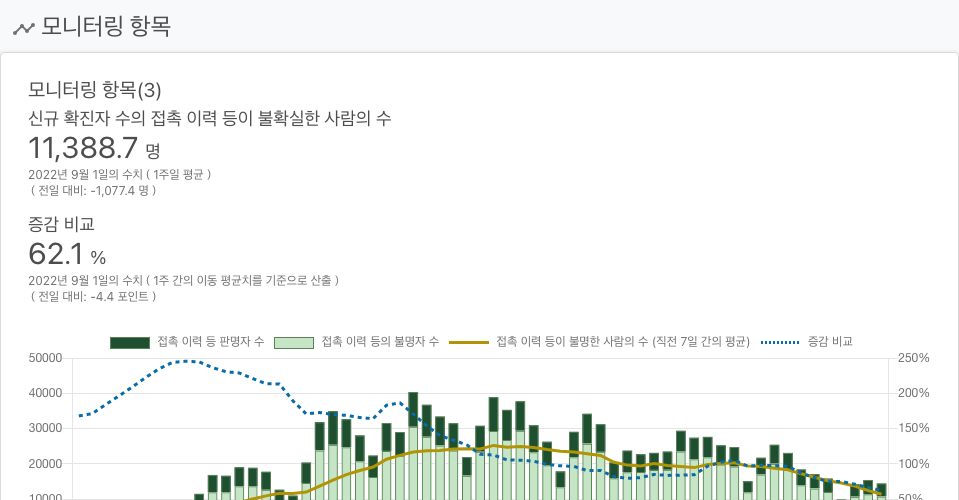 모니터링 항목
모니터링 항목(3)
신규 확진자 수의 접촉 이력 등이 불확실한 사람의 수
11,388.7 명
2022년 9월 1일의 수치 ( 1주일 평균 )
( 전일 대비: -1,077.4 명 )
증감 비교
62.1 %
2022년 9월 1일의 수치 ( 1주 간의 이동 평균치를 기준으로 산출 )
( 전일 대비: -4.4 포인트 )
접촉 이력 등 판명자 수 접촉 이력 등의 불명자 수 접촉 이력 등이 불명한 사람의 수 (직전 7일 간의 평균) 증감 비교
50000 250%
40000 200%
30000 150%
20000 100%
10000 50%